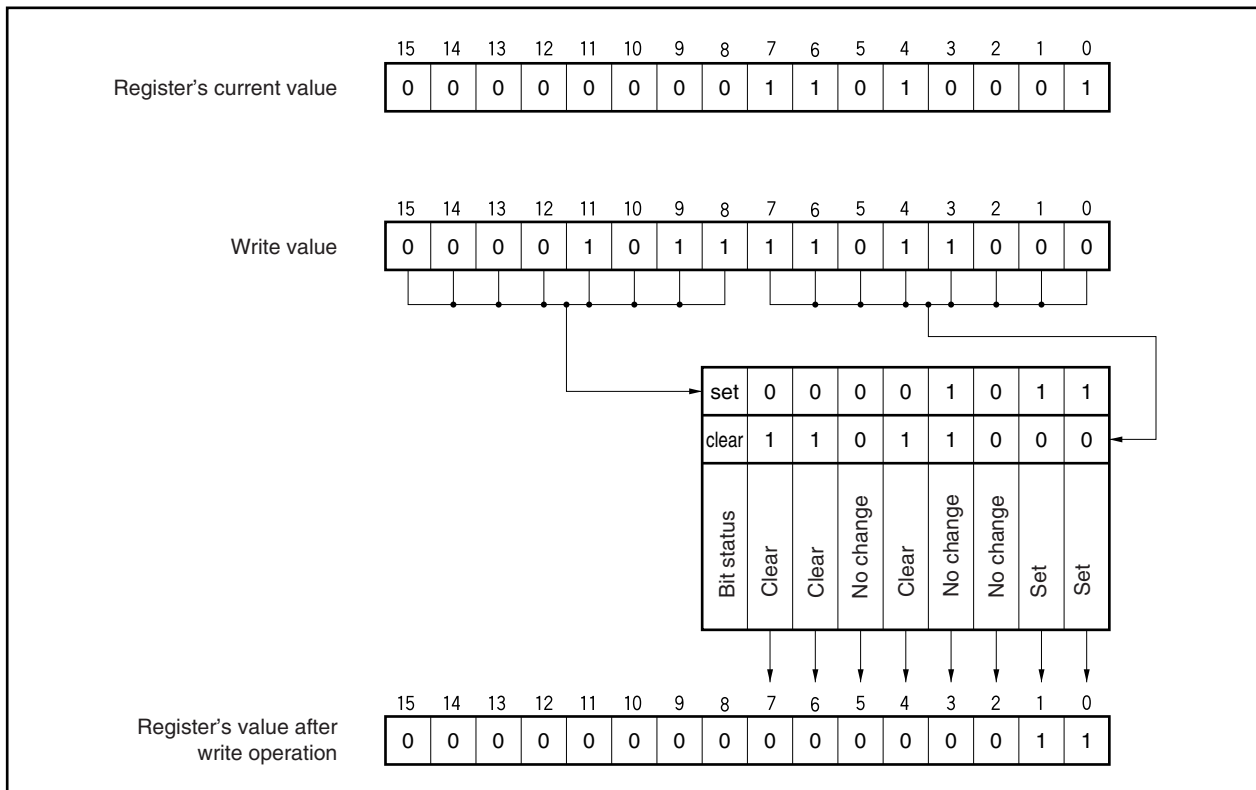 15 14 13 12 11 10 9 8 7 6 5 4 3 2 1 0
Register's current value 0 0 0 0 0 0 0 0 1 1 0 1 0 0 0 1
15 14 13 12 11 10 9 8 7 6 5 4 3 2 1 0
Write value 0 0 0 0 1 0 1 1 1 1 0 1 1 0 0 0
set 0 0 0 0 1 0 1 1
clear 1 1 0 1 1 0 0 0
Bit status Clear Clear No change Clear No change No change Set Set
15 14 13 12 11 10 9 8 7 6 5 4 3 2 1 0
Register's value after
write operation 0 0 0 0 0 0 0 0 0 0 0 0 0 0 1 1